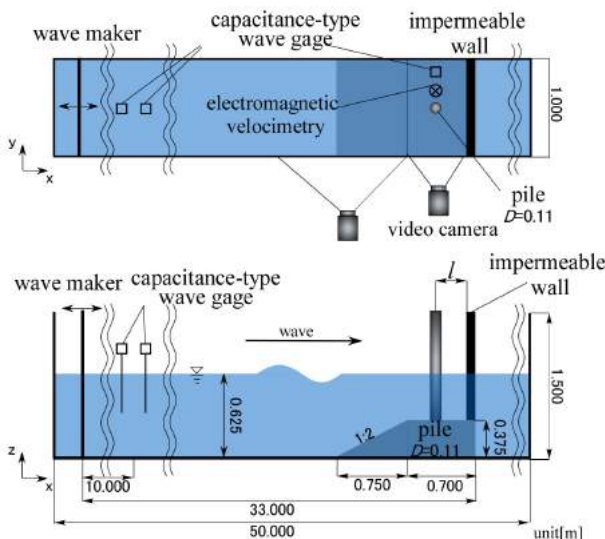 wave maker
capacitance-type
wave gage
impermeable
wall
electromagnetic
velocimetry
1.000
y
x
pile
D=0.11
video camera
wave maker
capacitance-type
wave gage
l
impermeable
wall
wave
0.625
1:2
pile
D=0.11
0.375
1.500
z
x
10.000
0.750
0.700
33.000
50.000
unit[m]